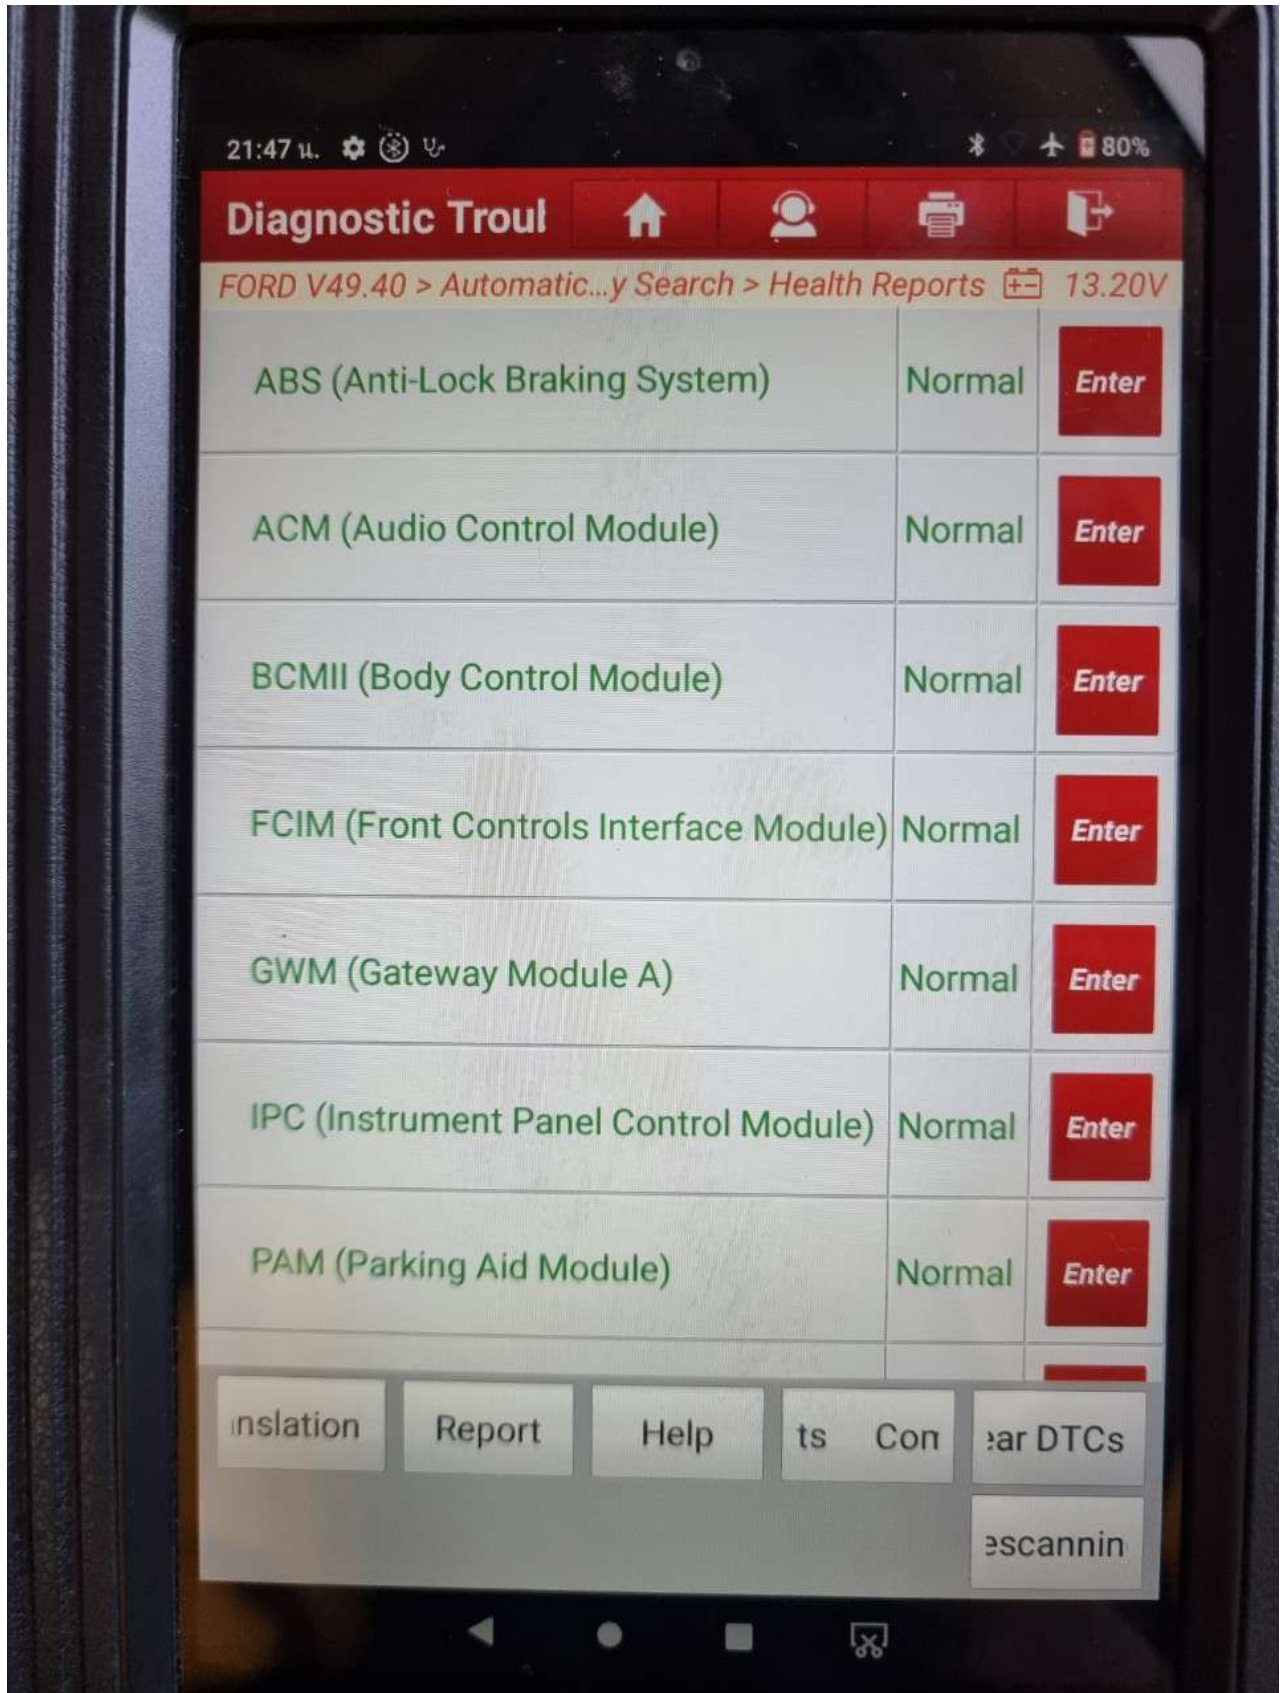 21:47 น. 80%
Diagnostic Troul
FORD V49.40 > Automatic...y Search > Health Reports 13.20V
ABS (Anti-Lock Braking System) Normal Enter
ACM (Audio Control Module) Normal Enter
BCMII (Body Control Module) Normal Enter
FCIM (Front Controls Interface Module) Normal Enter
GWM (Gateway Module A) Normal Enter
IPC (Instrument Panel Control Module) Normal Enter
PAM (Parking Aid Module) Normal Enter
nslation Report Help ts Con ear DTCs
escannin